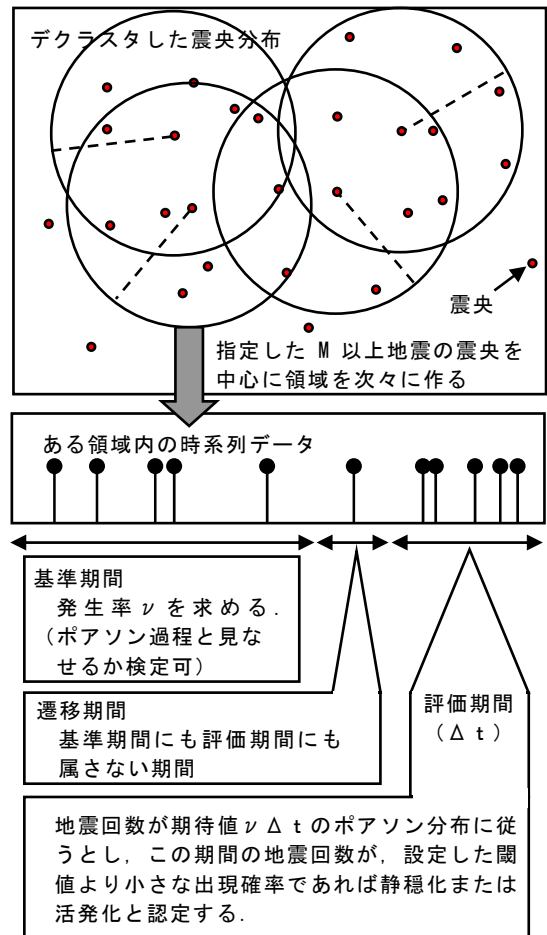 デクラスタした震央分布
震央
指定した M 以上地震の震央を
中心に領域を次々に作る
ある領域内の時系列データ
基準期間
発生率νを求める.
(ポアソン過程と見な
せるか検定可)
遷移期間
基準期間にも評価期間にも
属さない期間
評価期間
(Δt)
地震回数が期待値νΔtのポアソン分布に従
うとし，この期間の地震回数が，設定した閾
値より小さな出現確率であれば静穏化または
活発化と認定する.